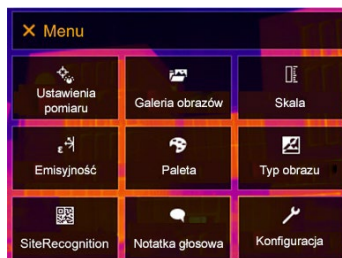 Menu
Ustawienia
pomiaru
Galeria obrazów
Skala
Emisyjność
Paleta
Typ obrazu
SiteRecognition
Notatka głosowa
Konfiguracja